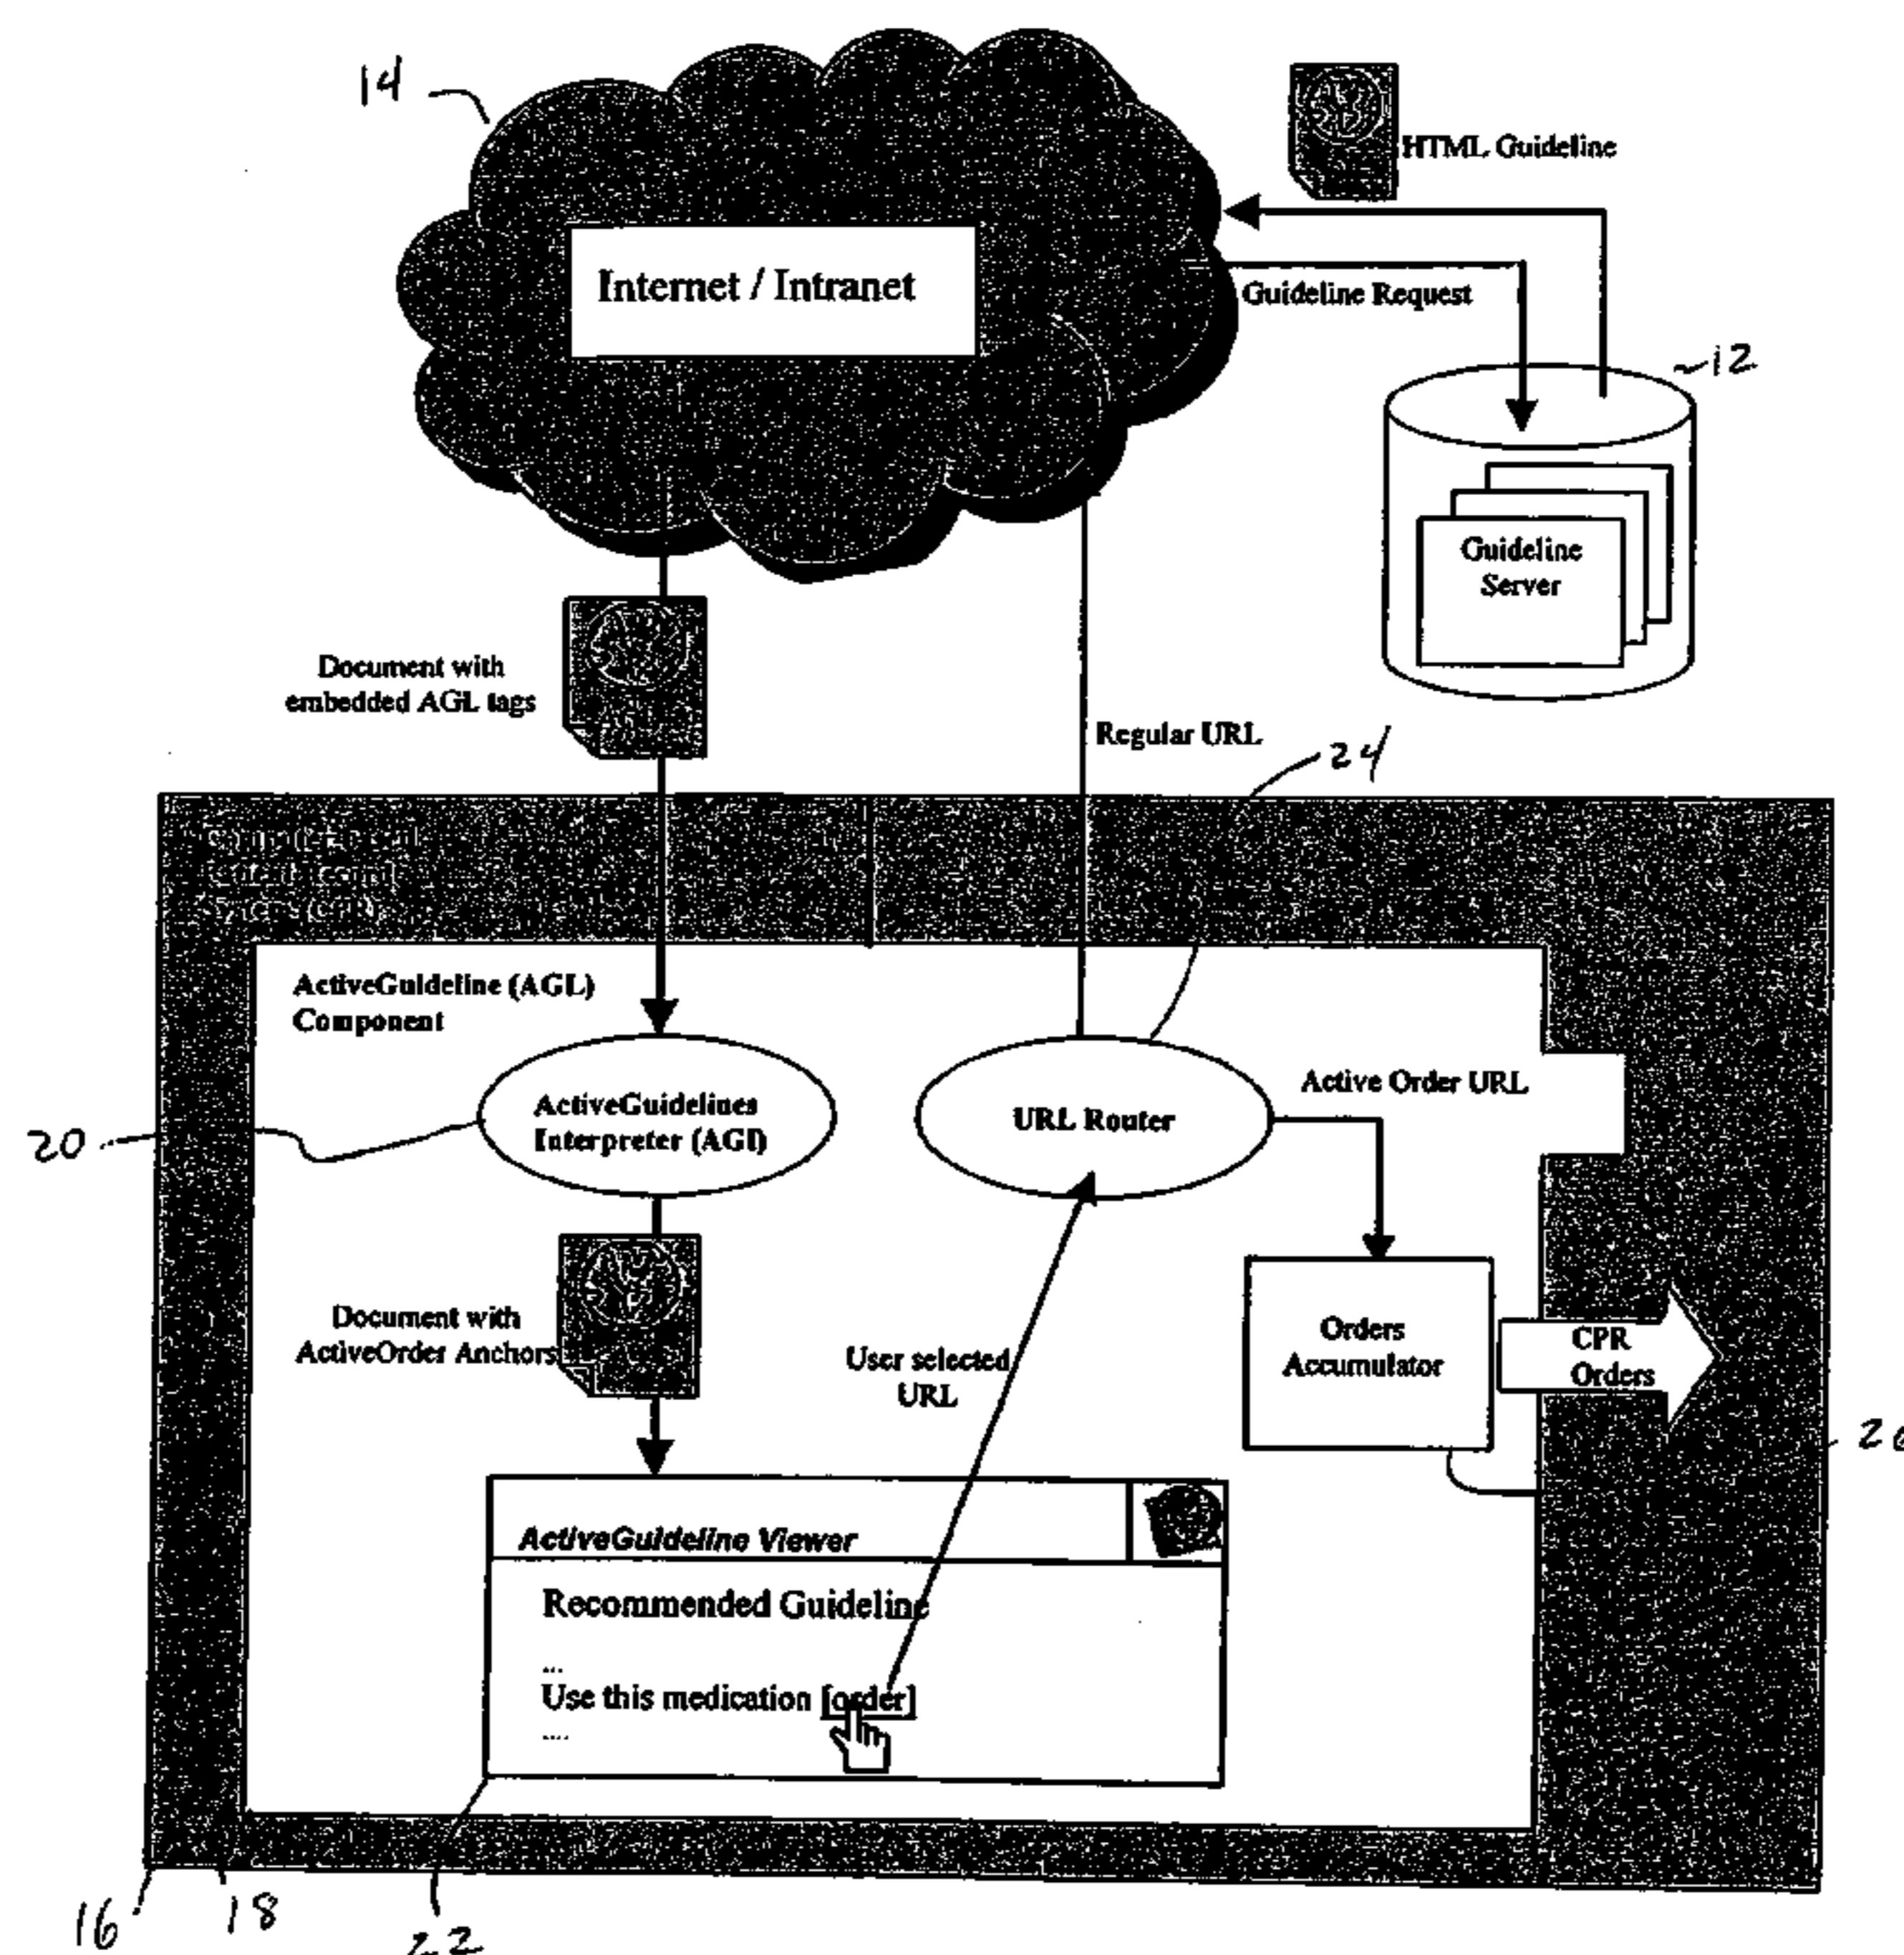 14
HTML Guideline
Internet / Intranet
Guideline Request
12
Guideline
Server
Document with
embedded AGL tags
Regular URL
24
ActiveGuideline (AGL)
Component
ActiveGuidelines
Interpreter (AGI)
URL Router
Active Order URL
20
Document with
ActiveOrder Anchors
User selected
URL
Orders
Accumulator
CPR
Orders
ActiveGuideline Viewer
Recommended Guideline
...
Use this medication [order]
....
16
18
22